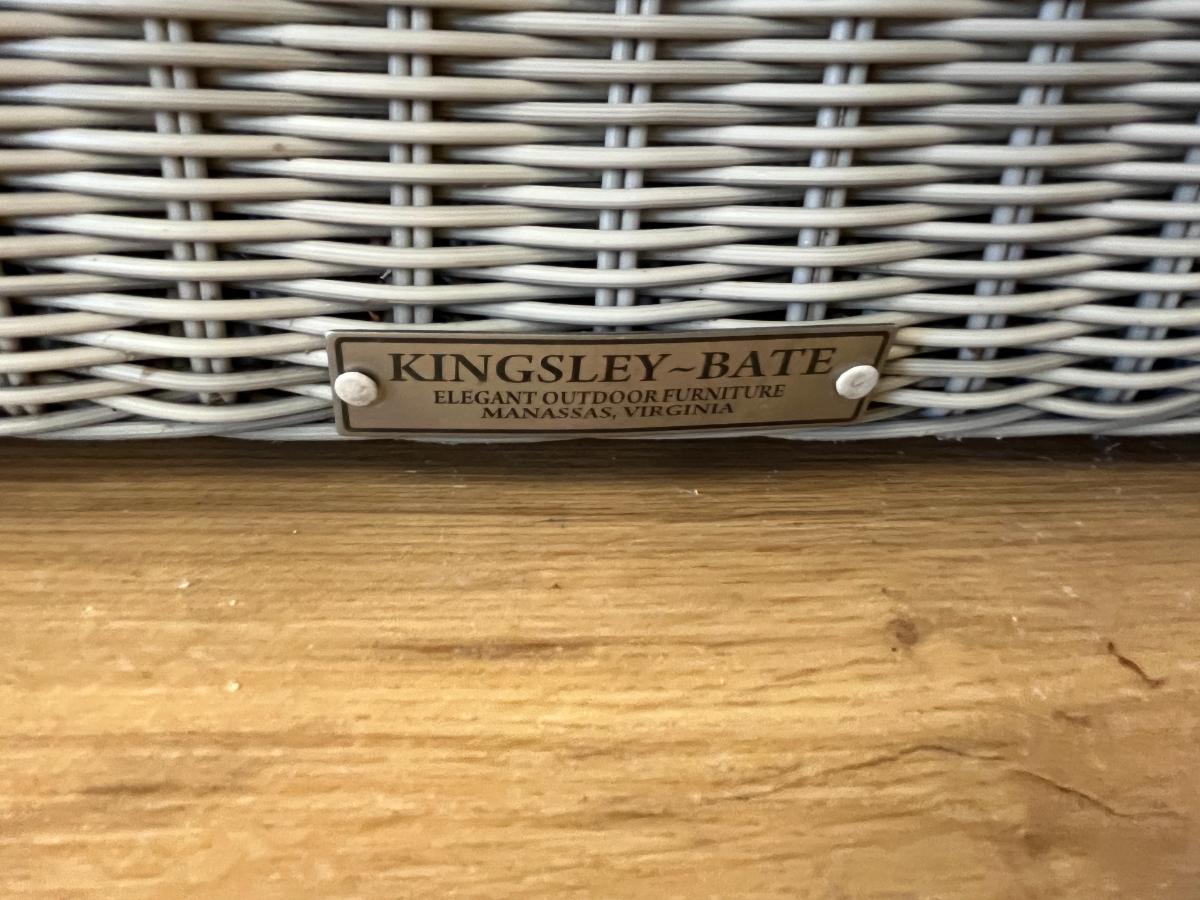 KINGSLEY~BATE
ELEGANT OUTDOOR FURNITURE
MANASSAS, VIRGINIA